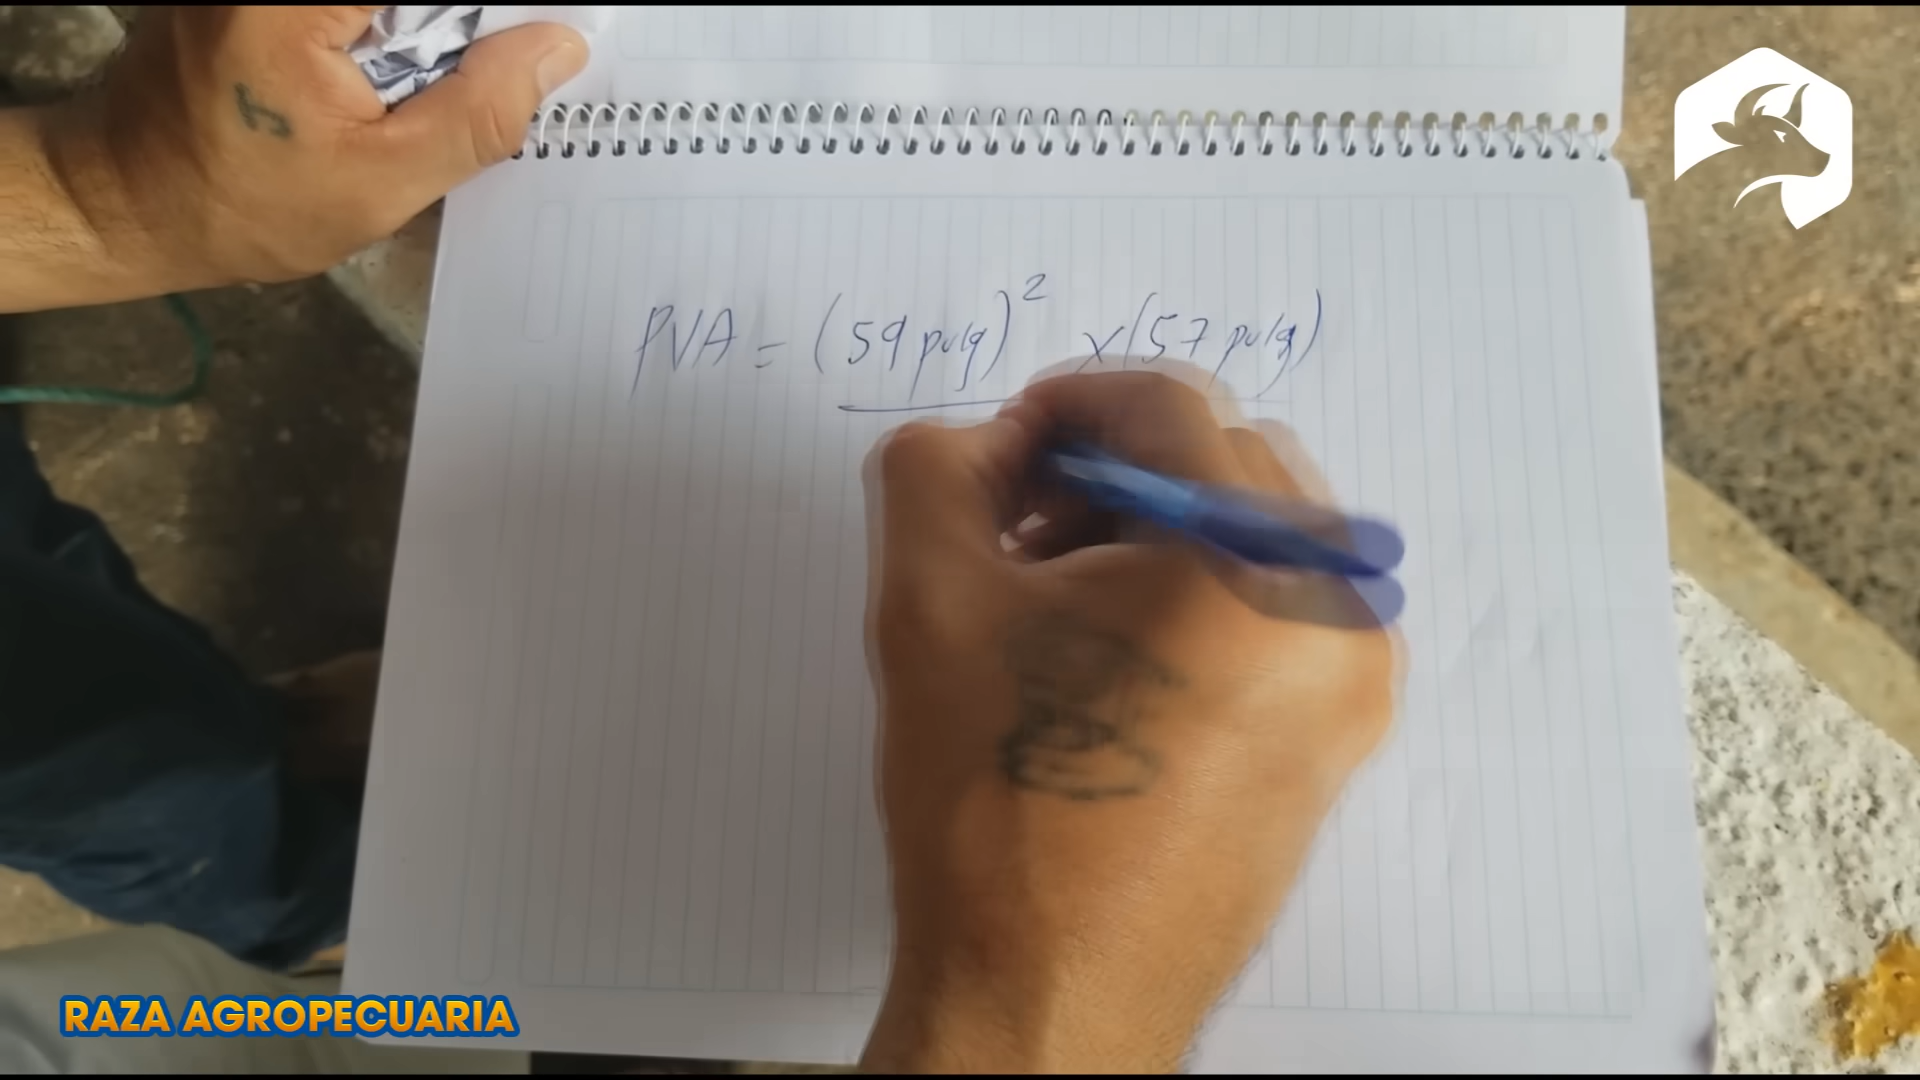 PVA = (59 pulg)² x (57 pulg)
RAZA AGROPECUARIA